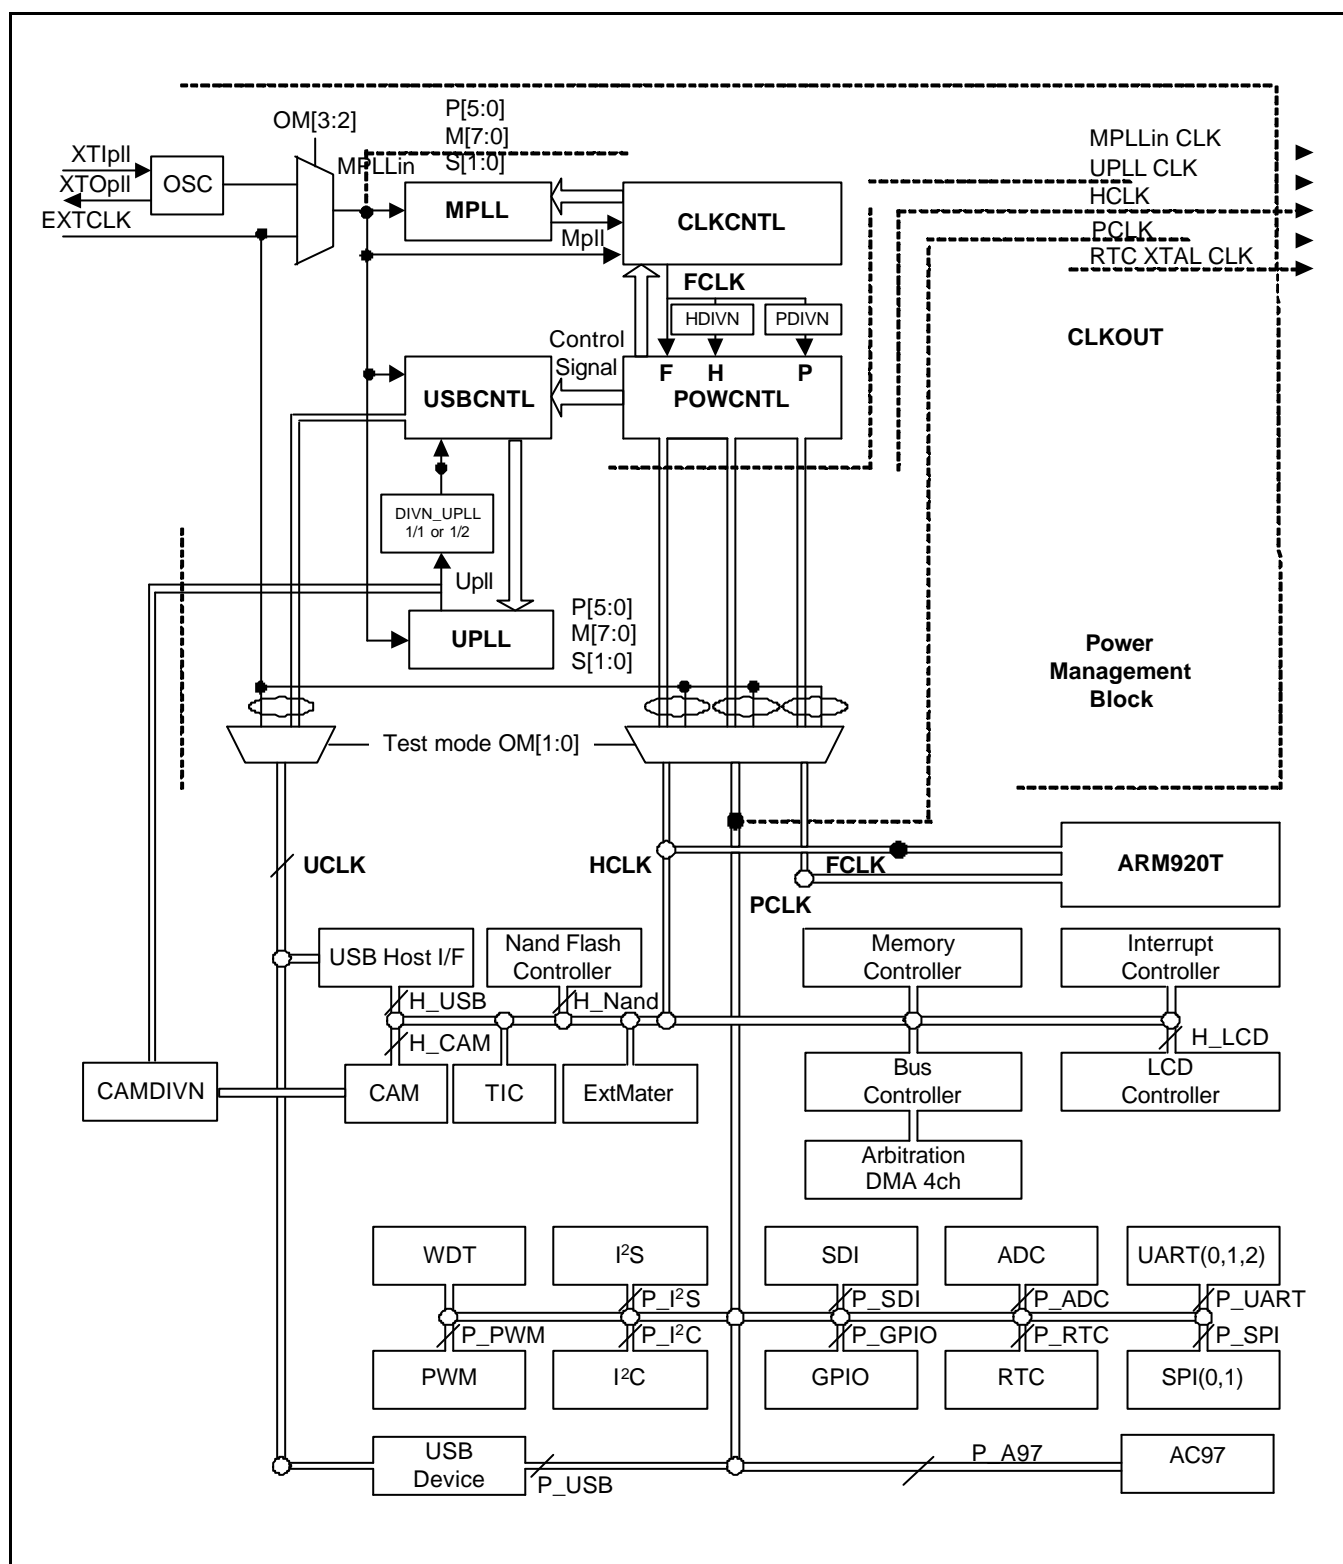 P[5:0]
M[7:0]
S[1:0]
OM[3:2]
MPLLin
XTIpll
XTOpll
EXTCLK
OSC
MPLL
Mpll
CLKCNTL
MPLLin CLK
UPLL CLK
HCLK
PCLK
RTC XTAL CLK
CLKOUT
FCLK
HDIVN
PDIVN
Control
Signal
F H P
POWCNTL
USBCNTL
DIVN_UPLL
1/1 or 1/2
Upll
UPLL
P[5:0]
M[7:0]
S[1:0]
Power
Management
Block
Test mode OM[1:0]
UCLK
HCLK
FCLK
PCLK
ARM920T
USB Host I/F
Nand Flash
Controller
Memory
Controller
Interrupt
Controller
H_USB
H_Nand
H_CAM
H_LCD
CAMDIVN
CAM
TIC
ExtMater
Bus
Controller
LCD
Controller
Arbitration
DMA 4ch
WDT
I²S
SDI
ADC
UART(0,1,2)
P_I²S
P_SDI
P_ADC
P_UART
P_PWM
P_I²C
P_GPIO
P_RTC
P_SPI
PWM
I²C
GPIO
RTC
SPI(0,1)
USB
Device
P_USB
P_A97
AC97